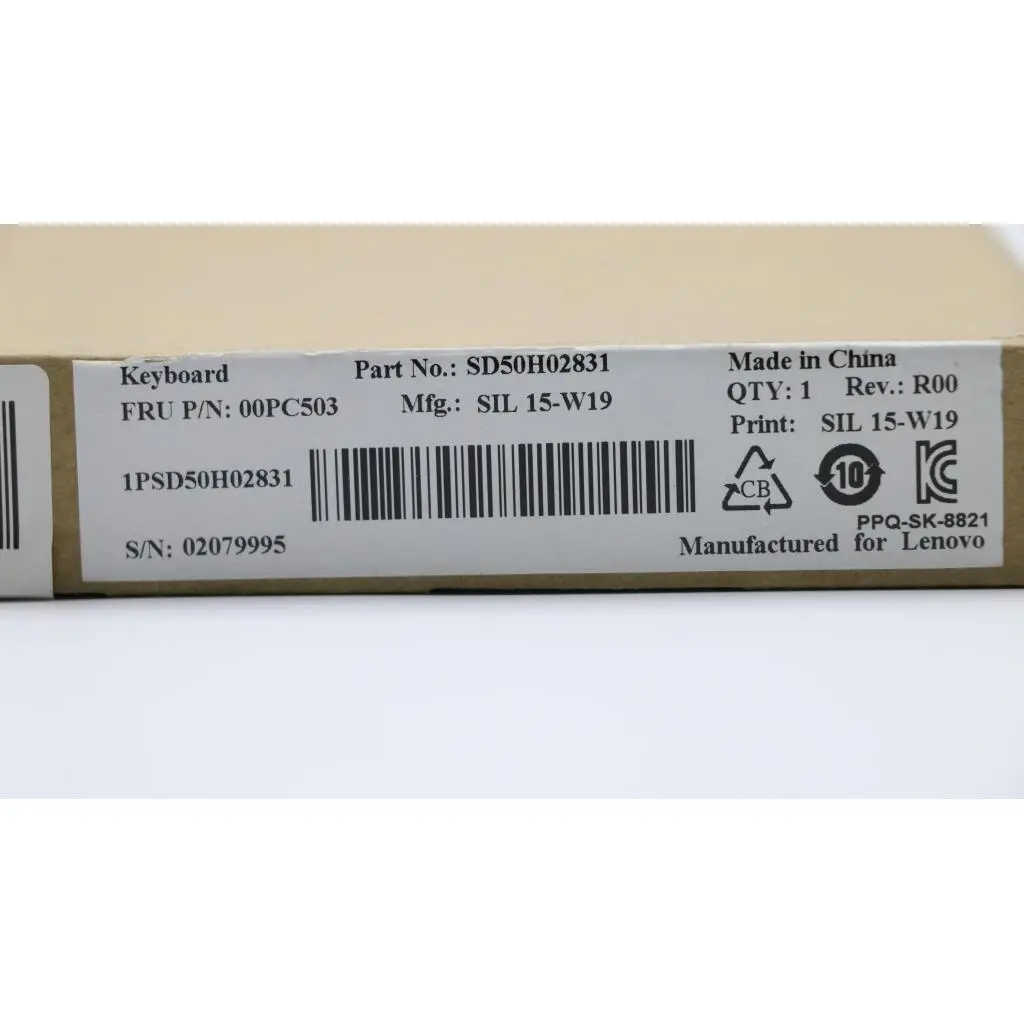 Keyboard Part No.: SD50H02831 Made in China
FRU P/N: 00PC503 Mfg.: SIL 15-W19 QTY: 1 Rev.: R00
Print: SIL 15-W19
1PSD50H02831
CB 10
PPQ-SK-8821
S/N: 02079995 Manufactured for Lenovo